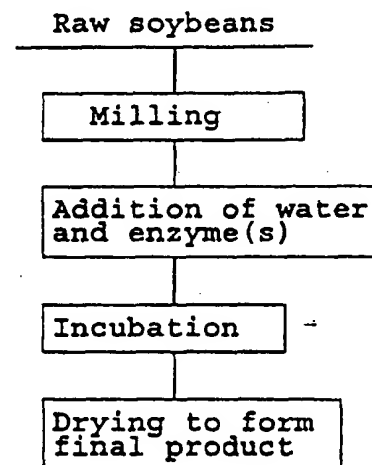 Raw soybeans
Milling
Addition of water
and enzyme(s)
Incubation
Drying to form
final product